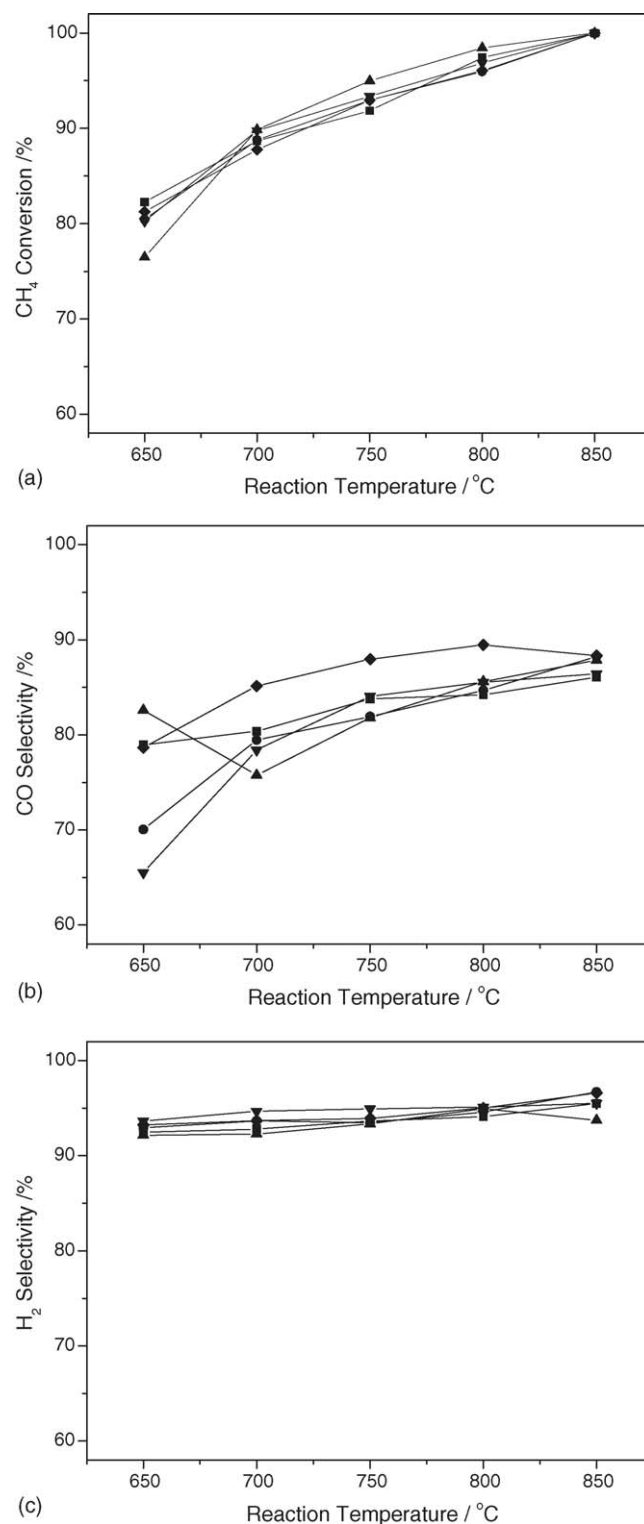 100
90
80
70
60
CH₄ Conversion /%
650 700 750 800 850
(a)
Reaction Temperature / °C
100
90
80
70
60
CO Selectivity /%
650 700 750 800 850
(b)
Reaction Temperature / °C
100
90
80
70
60
H₂ Selectivity /%
650 700 750 800 850
(c)
Reaction Temperature / °C